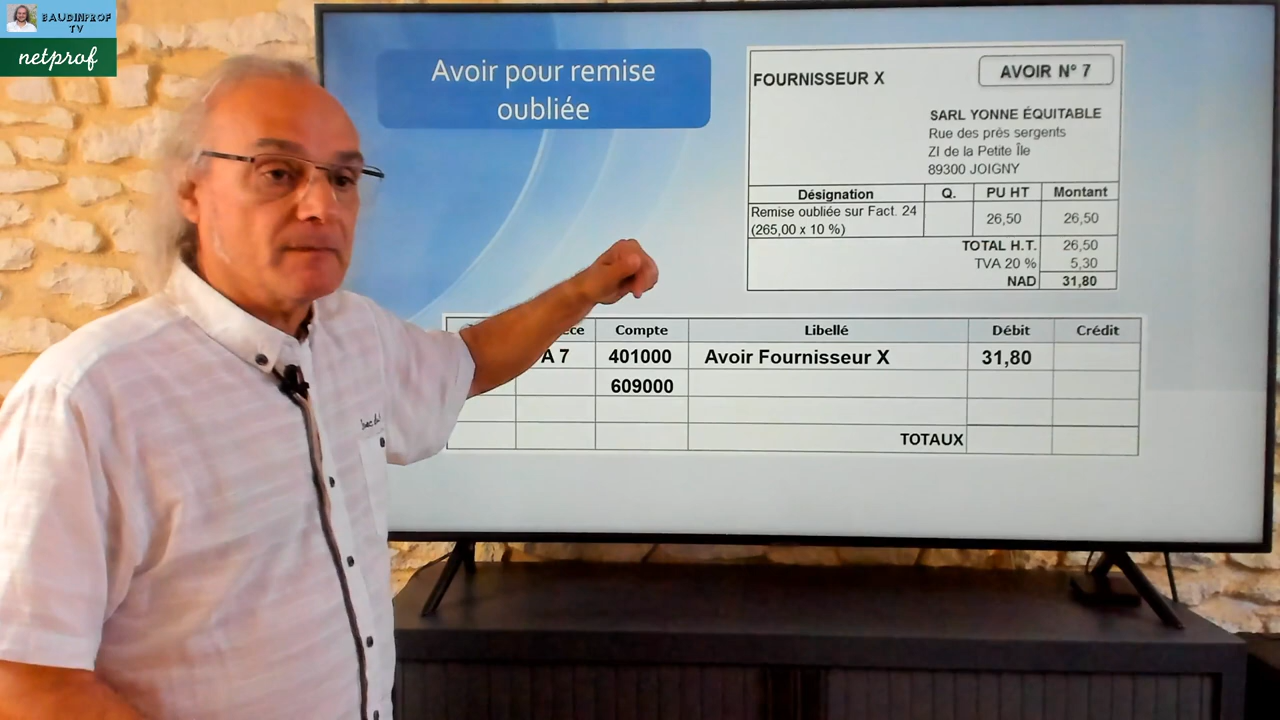 BAUDINPROF
TV
netprof
Avoir pour remise
oubliée
FOURNISSEUR X
AVOIR N° 7
SARL YONNE ÉQUITABLE
Rue des prés sergents
ZI de la Petite Île
89300 JOIGNY
Désignation Q. PU HT Montant
Remise oubliée sur Fact. 24 26,50 26,50
(265,00 x 10 %)
TOTAL H.T. 26,50
TVA 20 % 5,30
NAD 31,80
Compte Libellé Débit Crédit
A 7 401000 Avoir Fournisseur X 31,80
609000
TOTAUX